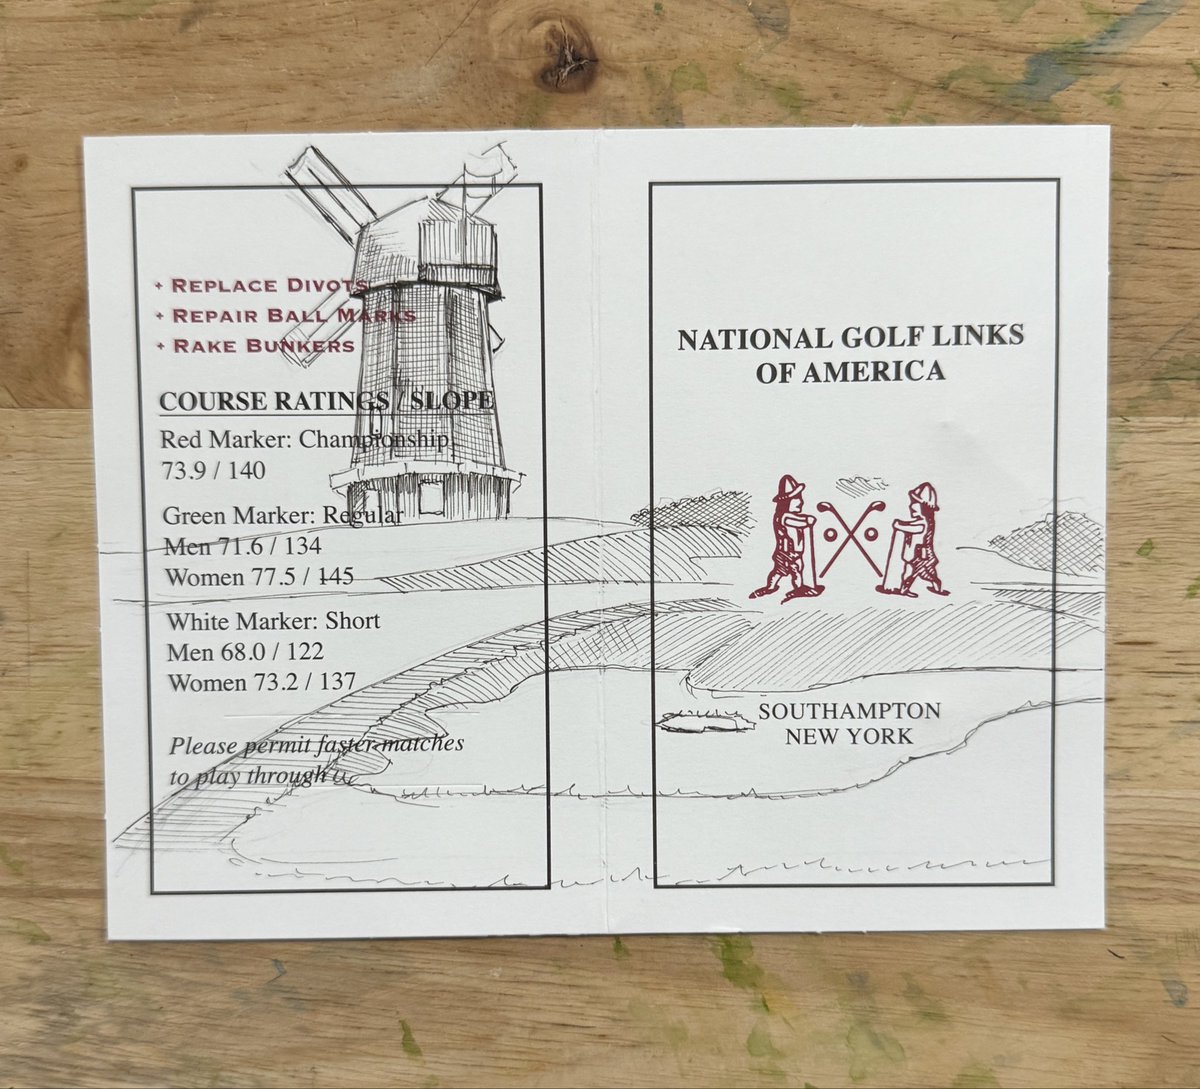 + REPLACE DIVOTS
+ REPAIR BALL MARKS
+ RAKE BUNKERS
COURSE RATINGS / SLOPE
Red Marker: Championship
73.9 / 140
Green Marker: Regular
Men 71.6 / 134
Women 77.5 / 145
White Marker: Short
Men 68.0 / 122
Women 73.2 / 137
Please permit faster matches
to play through
NATIONAL GOLF LINKS
OF AMERICA
SOUTHAMPTON
NEW YORK